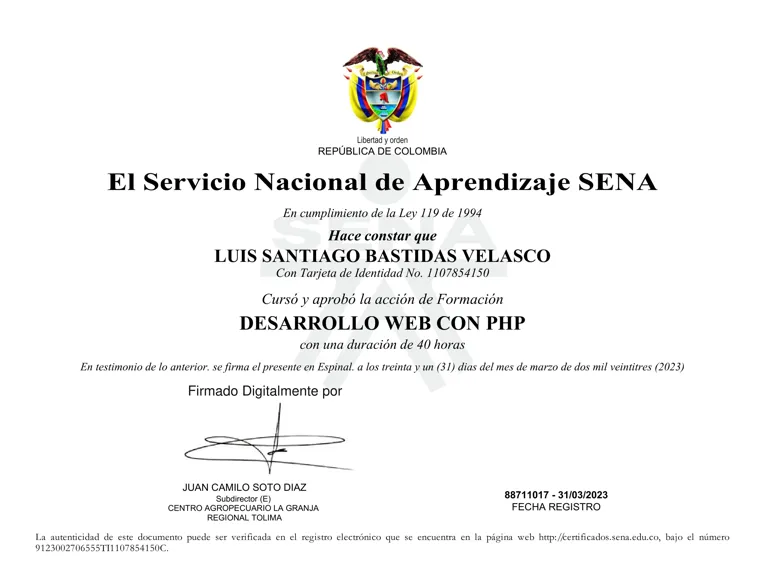 Libertad y orden
REPÚBLICA DE COLOMBIA
El Servicio Nacional de Aprendizaje SENA
En cumplimiento de la Ley 119 de 1994
Hace constar que
LUIS SANTIAGO BASTIDAS VELASCO
Con Tarjeta de Identidad No. 1107854150
Cursó y aprobó la acción de Formación
DESARROLLO WEB CON PHP
con una duración de 40 horas
En testimonio de lo anterior. se firma el presente en Espinal. a los treinta y un (31) dias del mes de marzo de dos mil veintitres (2023)
Firmado Digitalmente por
JUAN CAMILO SOTO DIAZ
Subdirector (E)
CENTRO AGROPECUARIO LA GRANJA
REGIONAL TOLIMA
88711017 - 31/03/2023
FECHA REGISTRO
La autenticidad de este documento puede ser verificada en el registro electrónico que se encuentra en la página web http://certificados.sena.edu.co, bajo el número
9123002706555TI1107854150C.
SENA